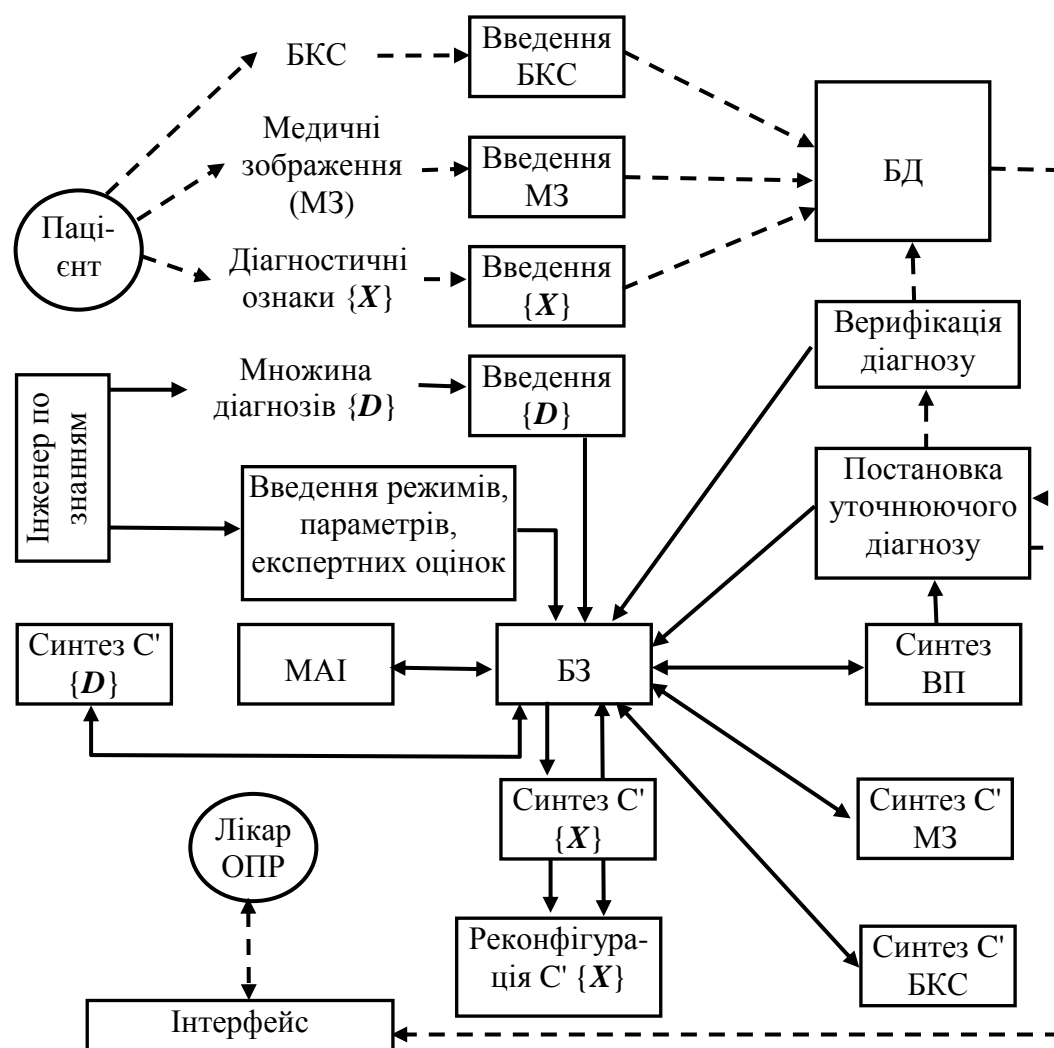 БКС
Введення
БКС
Медичні
зображення
(МЗ)
Введення
МЗ
БД
Паці-
єнт
Діагностичні
ознаки {X}
Введення
{X}
Верифікація
діагнозу
Інженер по
знанням
Множина
діагнозів {D}
Введення
{D}
Введення режимів,
параметрів,
експертних оцінок
Постановка
уточнюючого
діагнозу
Синтез С'
{D}
МАІ
БЗ
Синтез
ВП
Синтез С'
{X}
Синтез С'
МЗ
Лікар
ОПР
Реконфігура-
ція С' {X}
Синтез С'
БКС
Інтерфейс